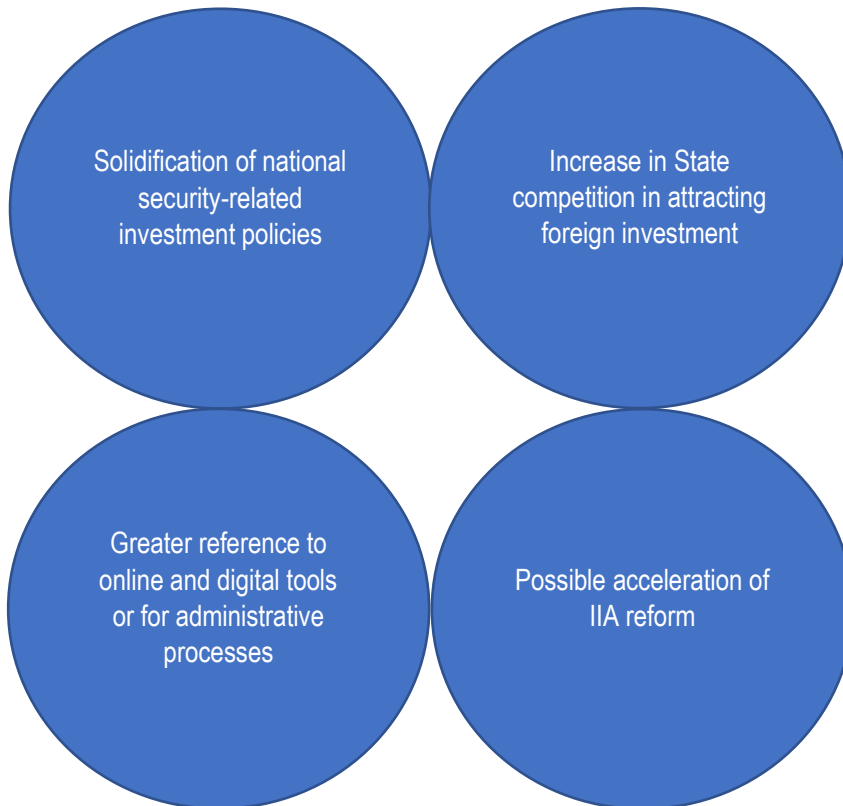 Solidification of national
security-related
investment policies
Increase in State
competition in attracting
foreign investment
Greater reference to
online and digital tools
or for administrative
processes
Possible acceleration of
IIA reform